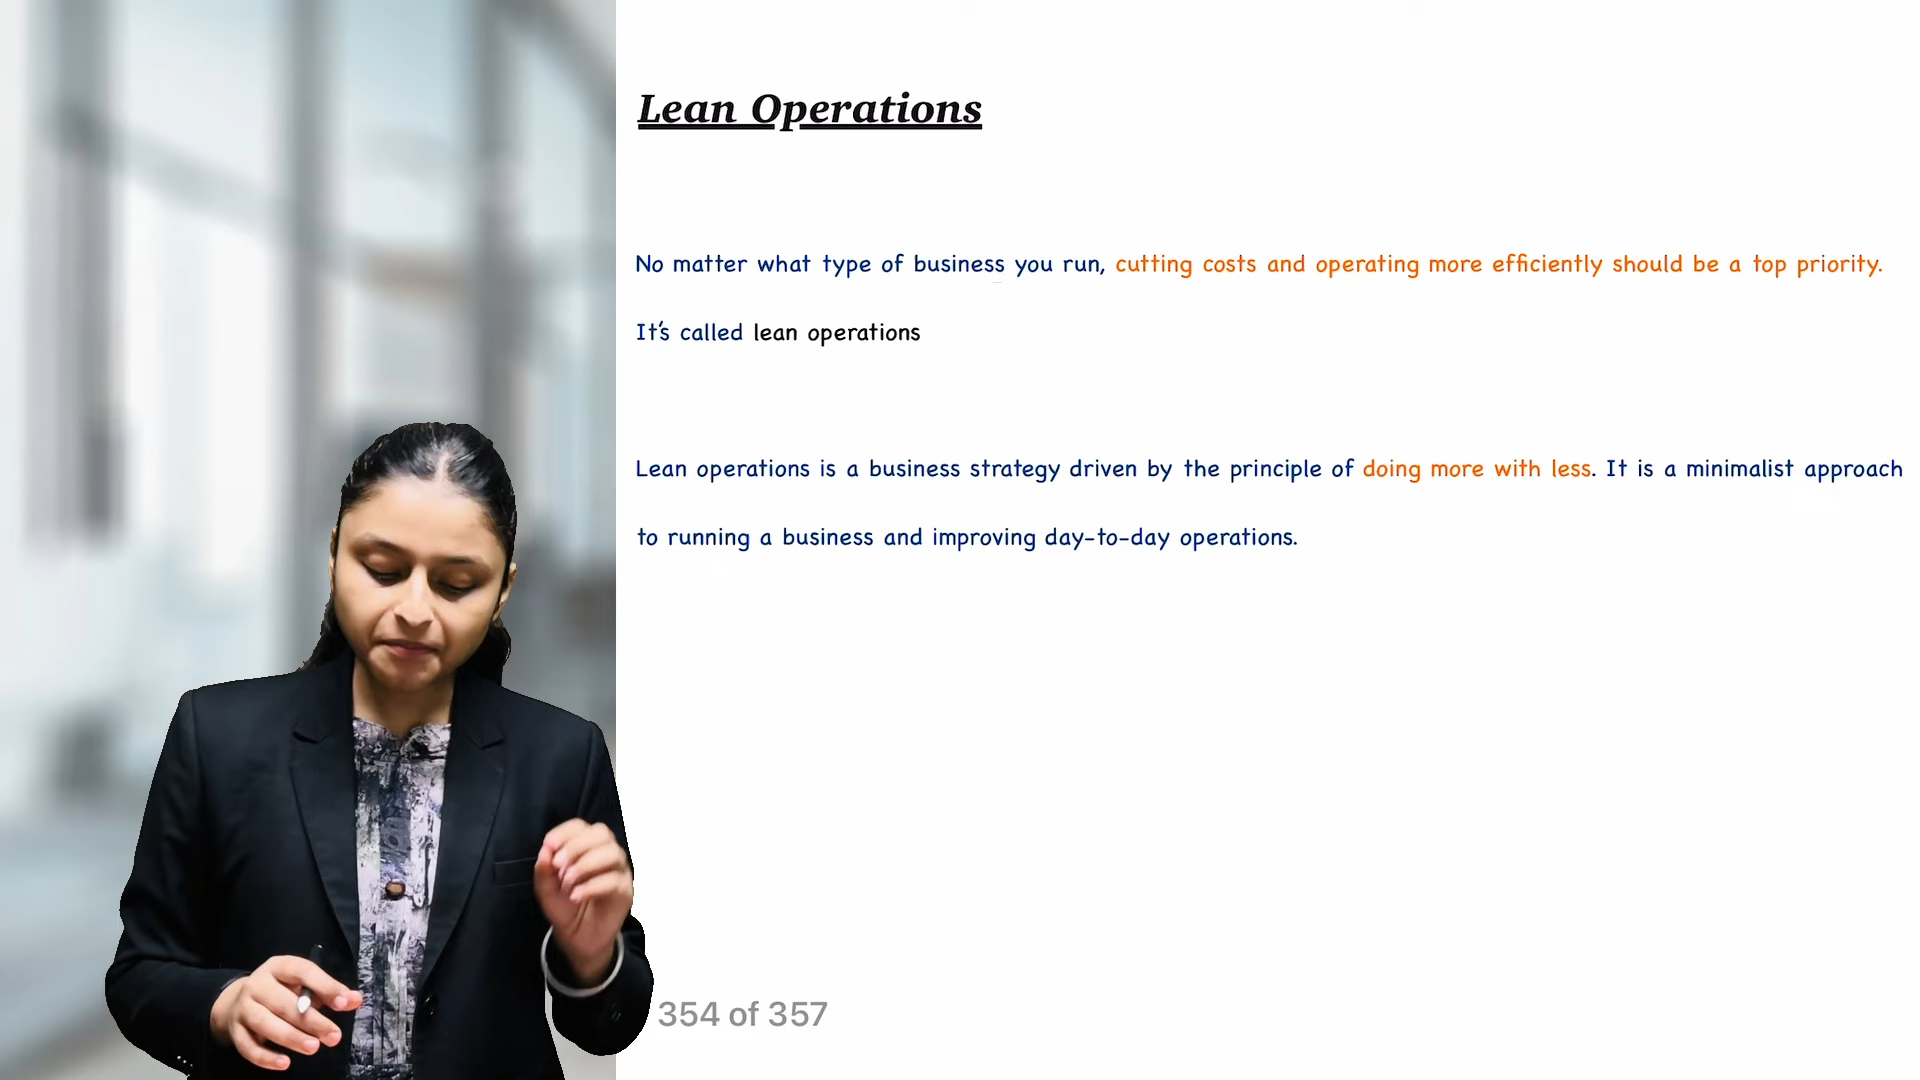 Lean Operations
No matter what type of business you run, cutting costs and operating more efficiently should be a top priority.
It's called lean operations
Lean operations is a business strategy driven by the principle of doing more with less. It is a minimalist approach
to running a business and improving day-to-day operations.
354 of 357